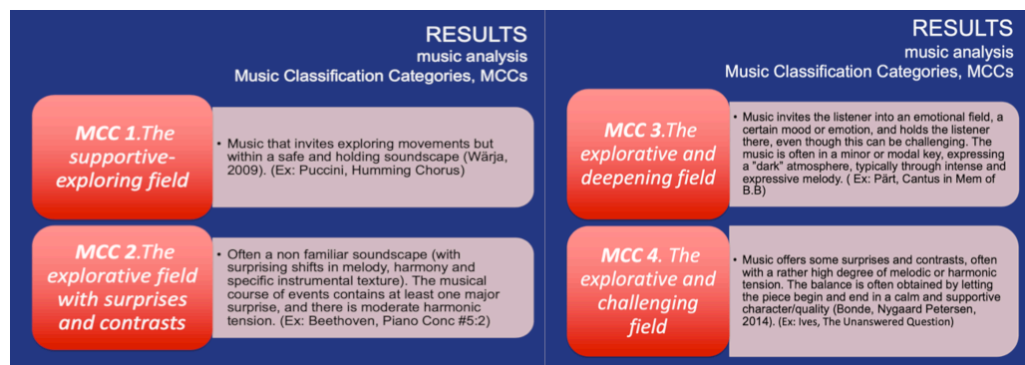 RESULTS
music analysis
Music Classification Categories, MCCs
MCC 1.The
supportive-
exploring field
• Music that invites exploring movements but
within a safe and holding soundscape (Wärja,
2009). (Ex: Puccini, Humming Chorus)
MCC 2.The
explorative field
with surprises
and contrasts
• Often a non familiar soundscape (with
surprising shifts in melody, harmony and
specific instrumental texture). The musical
course of events contains at least one major
surprise, and there is moderate harmonic
tension. (Ex: Beethoven, Piano Conc #5:2)
RESULTS
music analysis
Music Classification Categories, MCCs
MCC 3.The
explorative and
deepening field
• Music invites the listener into an emotional field, a
certain mood or emotion, and holds the listener
there, even though this can be challenging. The
music is often in a minor or modal key, expressing
a "dark" atmosphere, typically through intense and
expressive melody. ( Ex: Pärt, Cantus in Mem of
B.B)
MCC 4. The
explorative and
challenging
field
• Music offers some surprises and contrasts, often
with a rather high degree of melodic or harmonic
tension. The balance is often obtained by letting
the piece begin and end in a calm and supportive
character/quality (Bonde, Nygaard Petersen,
2014). (Ex: Ives, The Unanswered Question)